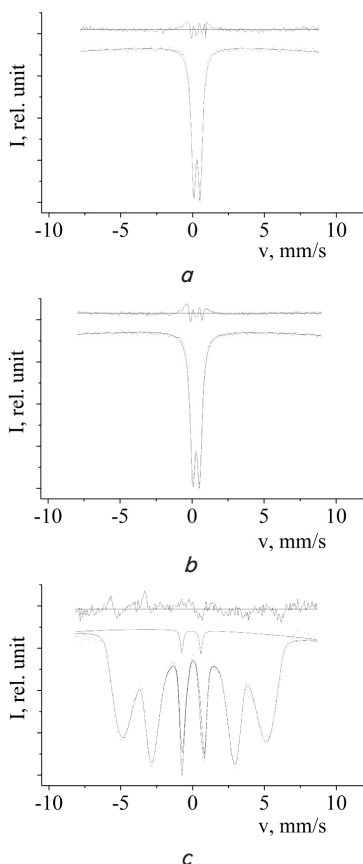 I, rel. unit
-10 -5 0 5 10
v, mm/s
a
I, rel. unit
-10 -5 0 5 10
v, mm/s
b
I, rel. unit
-10 -5 0 5 10
v, mm/s
c